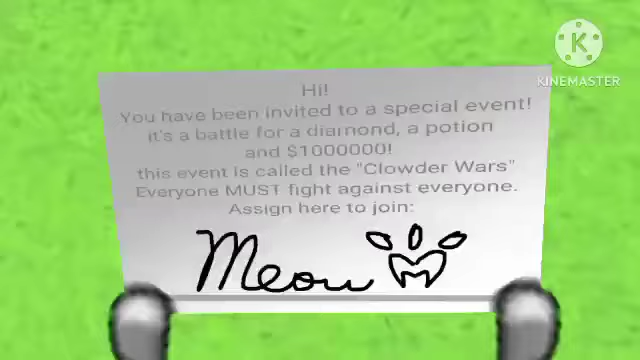 Hi!
You have been invited to a special event!
it's a battle for a diamond, a potion
and $1000000!
this event is called the "Clowder Wars"
Everyone MUST fight against everyone.
Assign here to join:
Meow
K
KINEMASTER